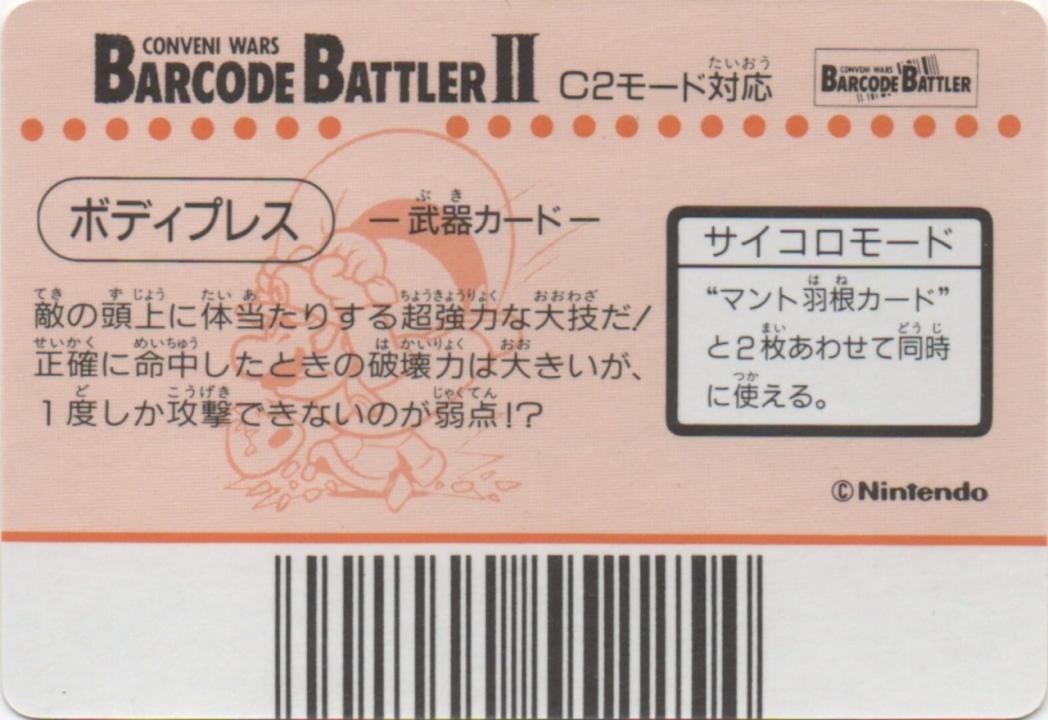 CONVENI WARS
BARCODE BATTLER II
たいおう
C2モード対応
CONVENI WARS
BARCODE BATTLER
ボディプレス
ぶき
ー武器カードー
てき ずじょう たいあ ちょうきょうりょく おおわざ
敵の頭上に体当たりする超強力な大技だ!
せいかく めいちゅう はかいりょく おお
正確に命中したときの破壊力は大きいが、
ど こうげき じゃくてん
1度しか攻撃できないのが弱点!?
サイコロモード
はね
“マント羽根カード”
まい どうじ
と2枚あわせて同時
つか
に使える。
©Nintendo